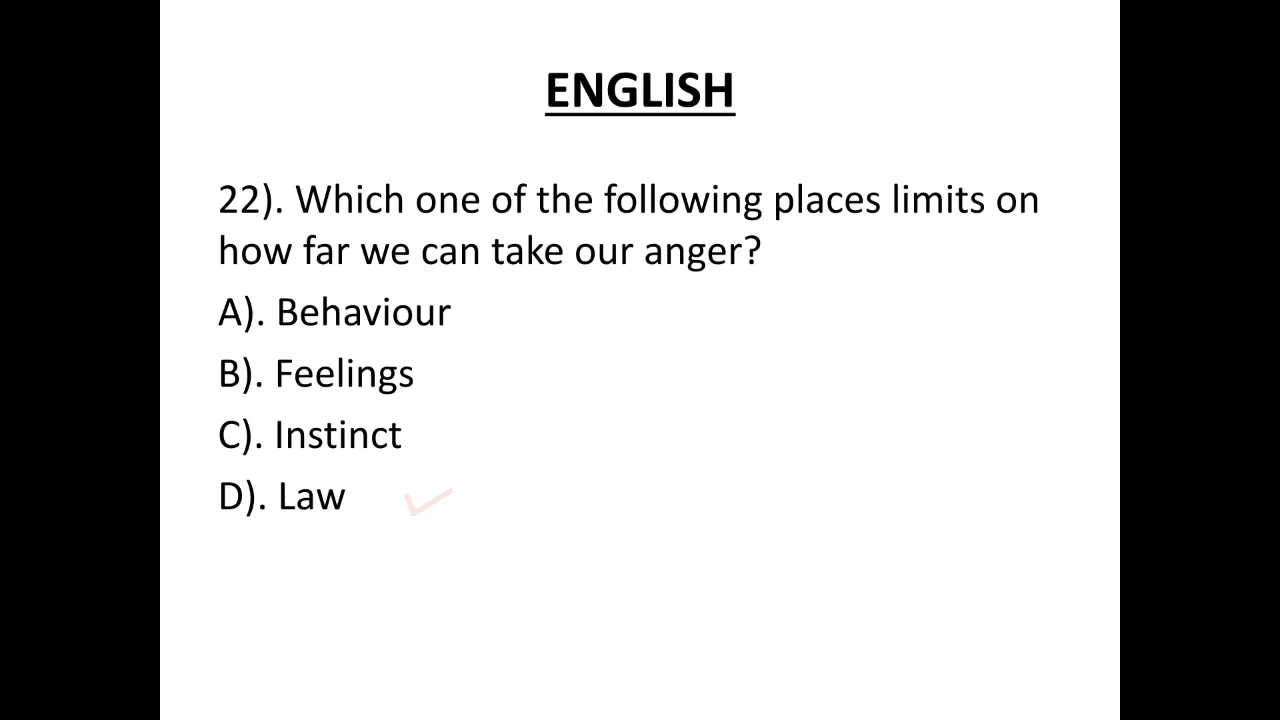 ENGLISH
22). Which one of the following places limits on
how far we can take our anger?
A). Behaviour
B). Feelings
C). Instinct
D). Law